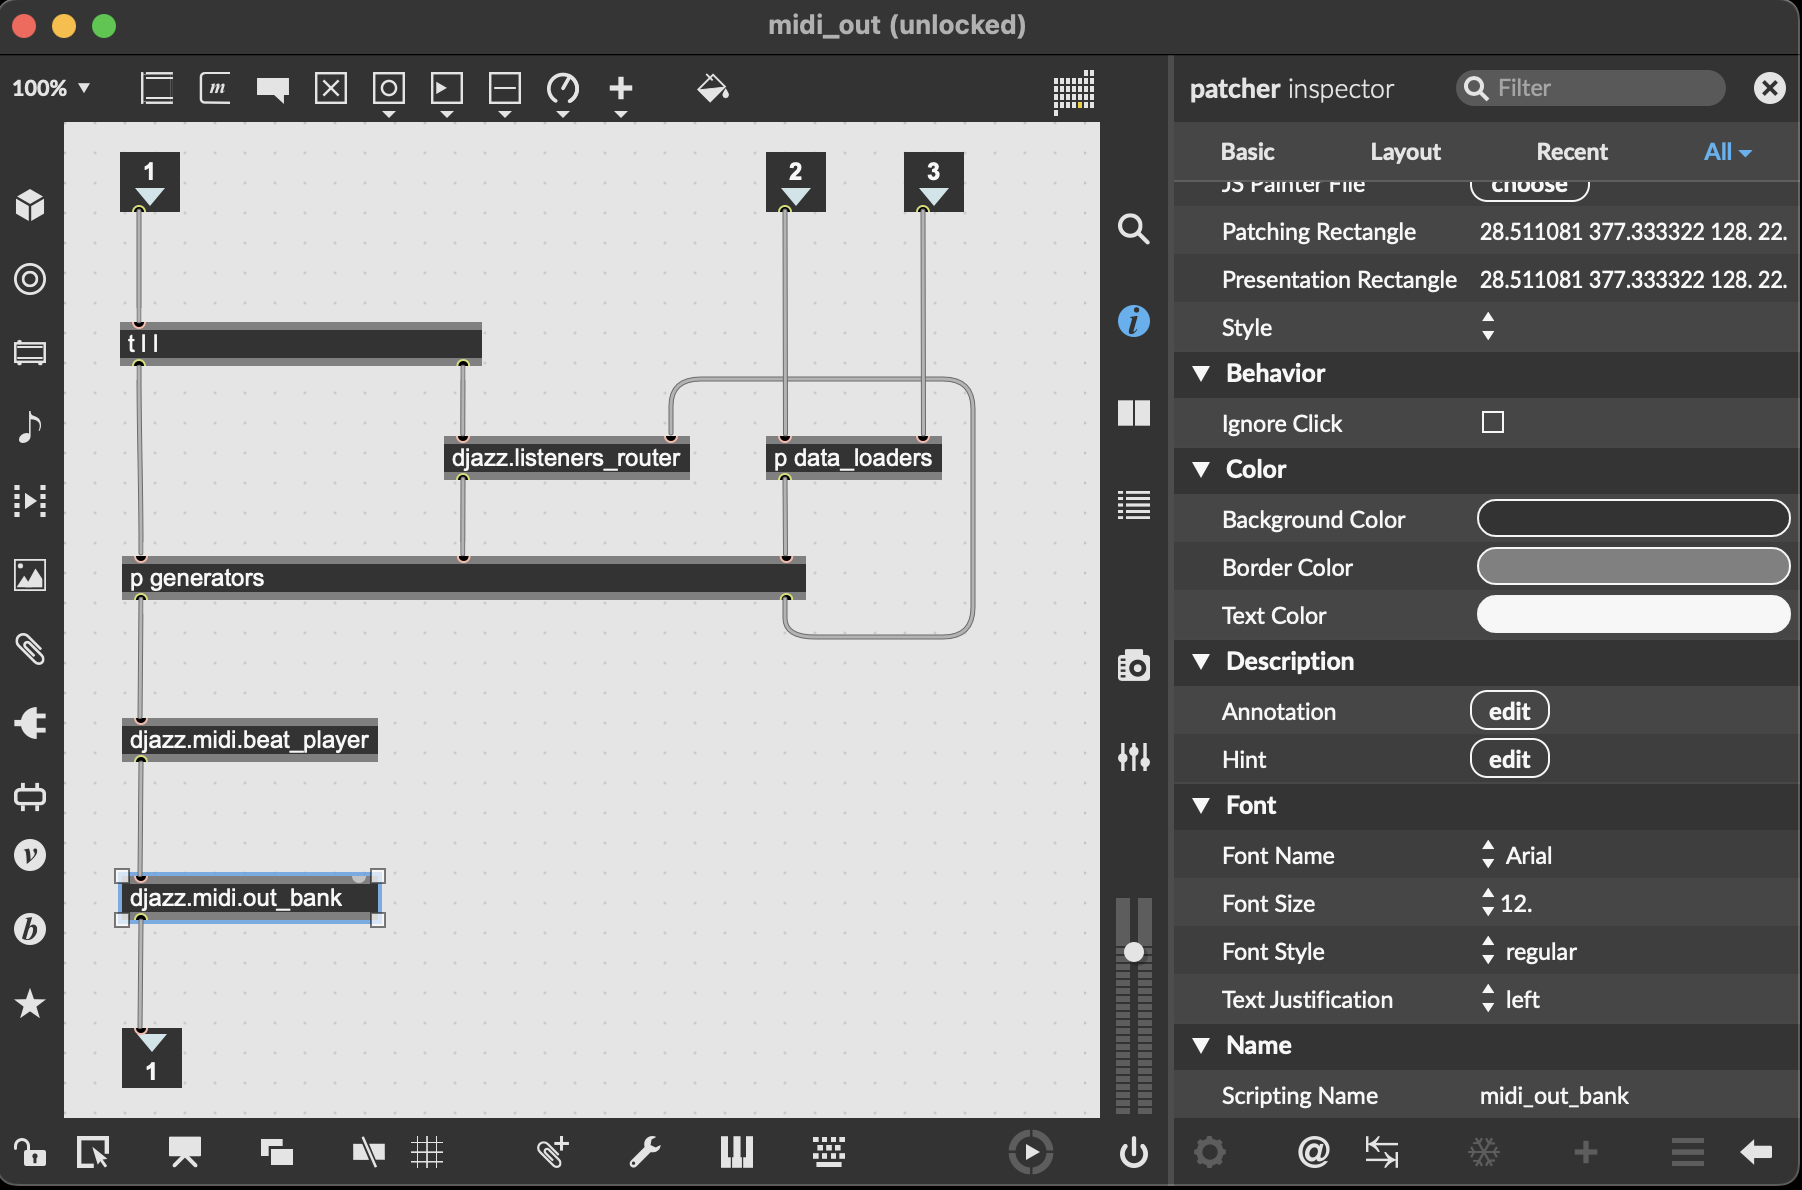 midi_out (unlocked)
100%
m
patcher inspector
Filter
Basic
Layout
Recent
All
1
2
3
JS Painter File
choose
Patching Rectangle
28.511081 377.333322 128. 22.
Presentation Rectangle
28.511081 377.333322 128. 22.
Style
t l l
i
Behavior
Ignore Click
djazz.listeners_router
p data_loaders
Color
Background Color
Border Color
p generators
Text Color
Description
Annotation
edit
djazz.midi.beat_player
Hint
edit
Font
Font Name
Arial
v
djazz.midi.out_bank
Font Size
12.
b
Font Style
regular
Text Justification
left
Name
1
Scripting Name
midi_out_bank
@